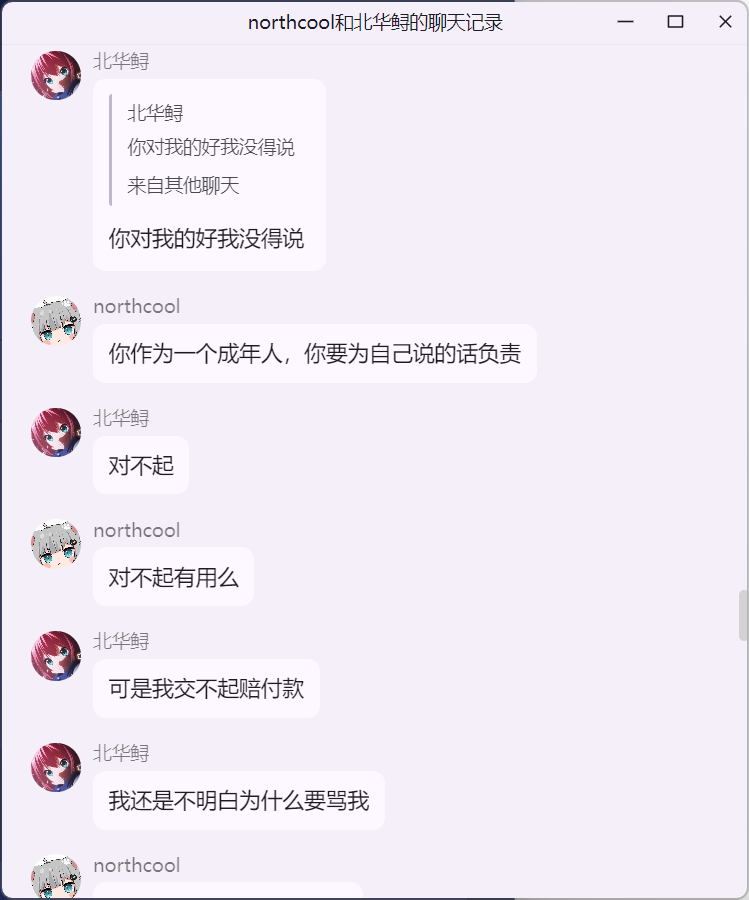 northcool和北华鲟的聊天记录
北华鲟
北华鲟
你对我的好我没得说
来自其他聊天
你对我的好我没得说
northcool
你作为一个成年人，你要为自己说的话负责
北华鲟
对不起
northcool
对不起有用么
北华鲟
可是我交不起赔付款
北华鲟
我还是不明白为什么要骂我
northcool